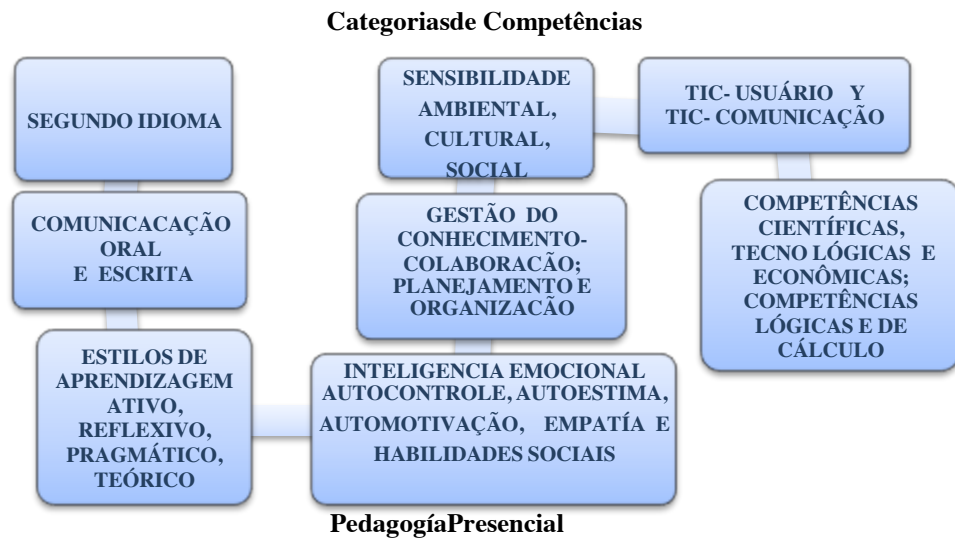 Categoriasde Competências
SEGUNDO IDIOMA
COMUNICACAÇÃO
ORAL
E ESCRITA
ESTILOS DE
APRENDIZAGEM
ATIVO,
REFLEXIVO,
PRAGMÁTICO,
TEÓRICO
INTELIGENCIA EMOCIONAL
AUTOCONTROLE, AUTOESTIMA,
AUTOMOTIVAÇÃO, EMPATÍA E
HABILIDADES SOCIAIS
GESTÃO DO
CONHECIMENTO-
COLABORACÃO;
PLANEJAMENTO E
ORGANIZACÃO
SENSIBILIDADE
AMBIENTAL,
CULTURAL,
SOCIAL
TIC- USUÁRIO Y
TIC- COMUNICAÇÃO
COMPETÊNCIAS
CIENTÍFICAS,
TECNO LÓGICAS E
ECONÔMICAS;
COMPETÊNCIAS
LÓGICAS E DE
CÁLCULO
PedagogíaPresencial